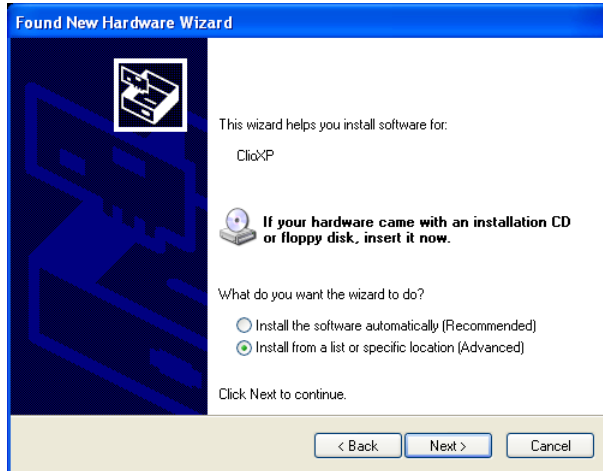 Found New Hardware Wizard
This wizard helps you install software for:
ClioXP
If your hardware came with an installation CD
or floppy disk, insert it now.
What do you want the wizard to do?
Install the software automatically (Recommended)
Install from a list or specific location (Advanced)
Click Next to continue.
< Back
Next >
Cancel